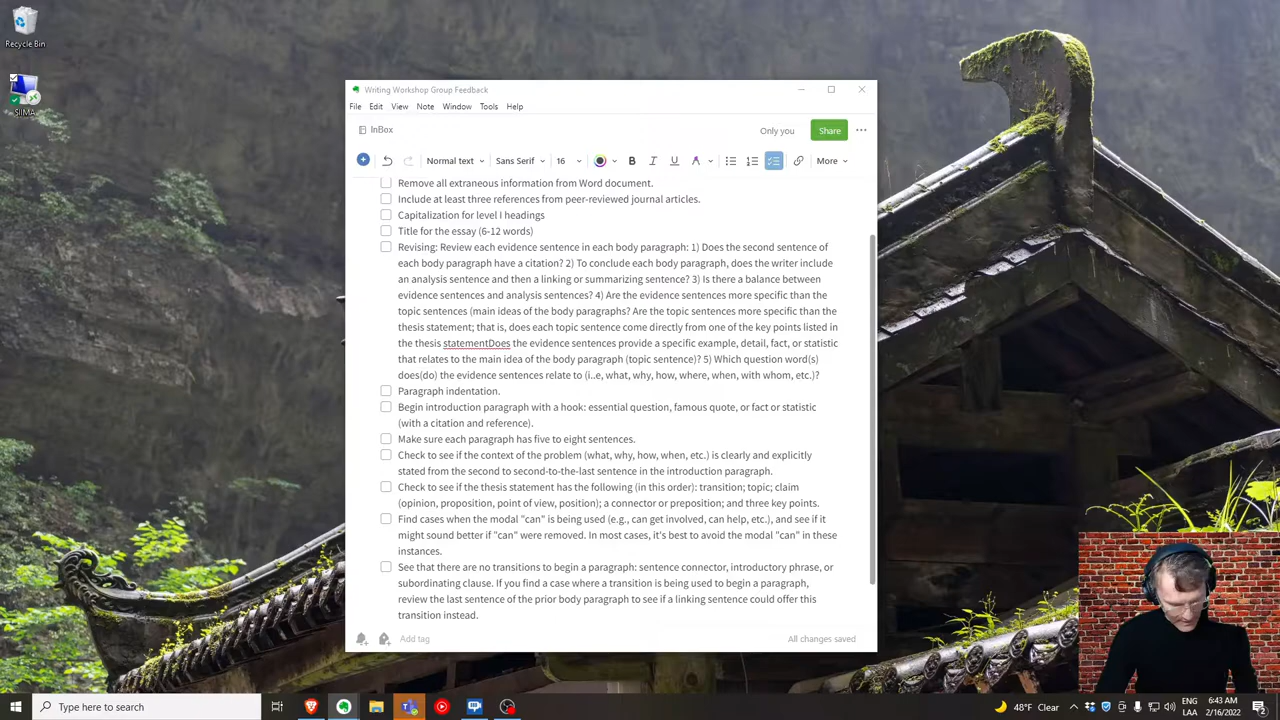 Recycle Bin
SIIMA
Writing Workshop Group Feedback
File Edit View Note Window Tools Help
InBox
Only you
Share
Normal text
Sans Serif
16
B I U A
More
Remove all extraneous information from Word document.
Include at least three references from peer-reviewed journal articles.
Capitalization for level I headings
Title for the essay (6-12 words)
Revising: Review each evidence sentence in each body paragraph: 1) Does the second sentence of
each body paragraph have a citation? 2) To conclude each body paragraph, does the writer include
an analysis sentence and then a linking or summarizing sentence? 3) Is there a balance between
evidence sentences and analysis sentences? 4) Are the evidence sentences more specific than the
topic sentences (main ideas of the body paragraphs? Are the topic sentences more specific than the
thesis statement; that is, does each topic sentence come directly from one of the key points listed in
the thesis statementDoes the evidence sentences provide a specific example, detail, fact, or statistic
that relates to the main idea of the body paragraph (topic sentence)? 5) Which question word(s)
does(do) the evidence sentences relate to (i..e, what, why, how, where, when, with whom, etc.)?
Paragraph indentation.
Begin introduction paragraph with a hook: essential question, famous quote, or fact or statistic
(with a citation and reference).
Make sure each paragraph has five to eight sentences.
Check to see if the context of the problem (what, why, how, when, etc.) is clearly and explicitly
stated from the second to second-to-the-last sentence in the introduction paragraph.
Check to see if the thesis statement has the following (in this order): transition; topic; claim
(opinion, proposition, point of view, position); a connector or preposition; and three key points.
Find cases when the modal "can" is being used (e.g., can get involved, can help, etc.), and see if it
might sound better if "can" were removed. In most cases, it's best to avoid the modal "can" in these
instances.
See that there are no transitions to begin a paragraph: sentence connector, introductory phrase, or
subordinating clause. If you find a case where a transition is being used to begin a paragraph,
review the last sentence of the prior body paragraph to see if a linking sentence could offer this
transition instead.
Add tag
All changes saved
Type here to search
48°F Clear
ENG
LAA
6:43 AM
2/16/2022
2